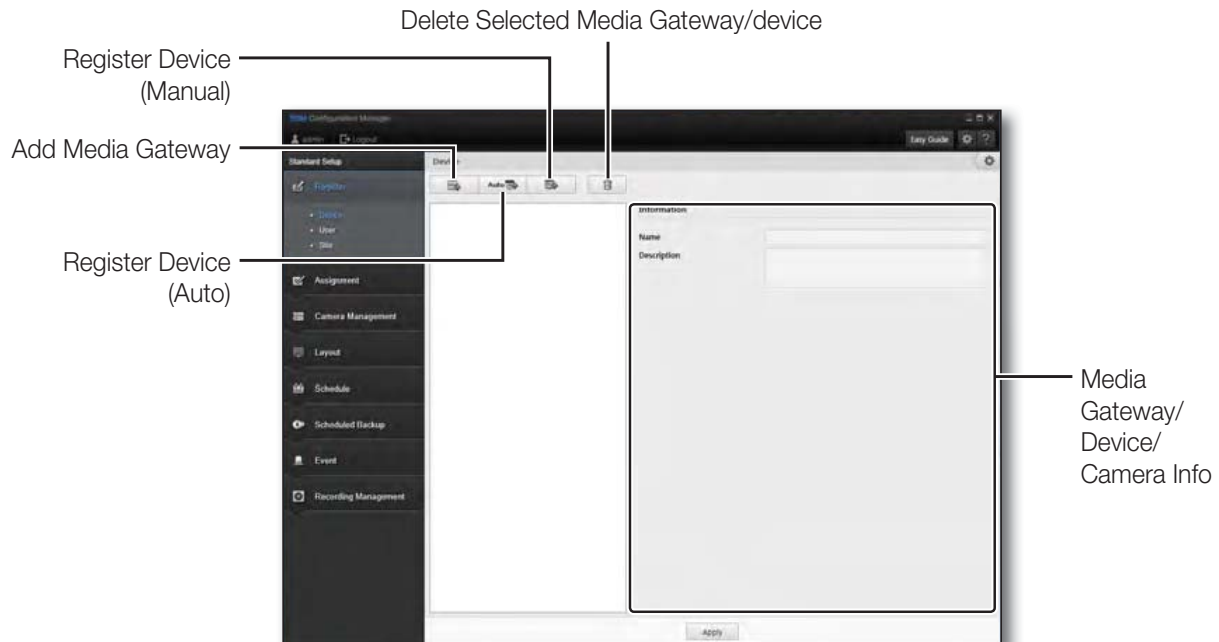 Delete Selected Media Gateway/device
Register Device
(Manual)
Add Media Gateway
Register Device
(Auto)
Configuration Manager
admin Logout
Easy Guide ?
Standard Setup
Device
Register
Auto
Device
User
Site
Information
Name
Description
Assignment
Camera Management
Layout
Schedule
Scheduled Backup
Event
Recording Management
Media
Gateway/
Device/
Camera Info
Apply